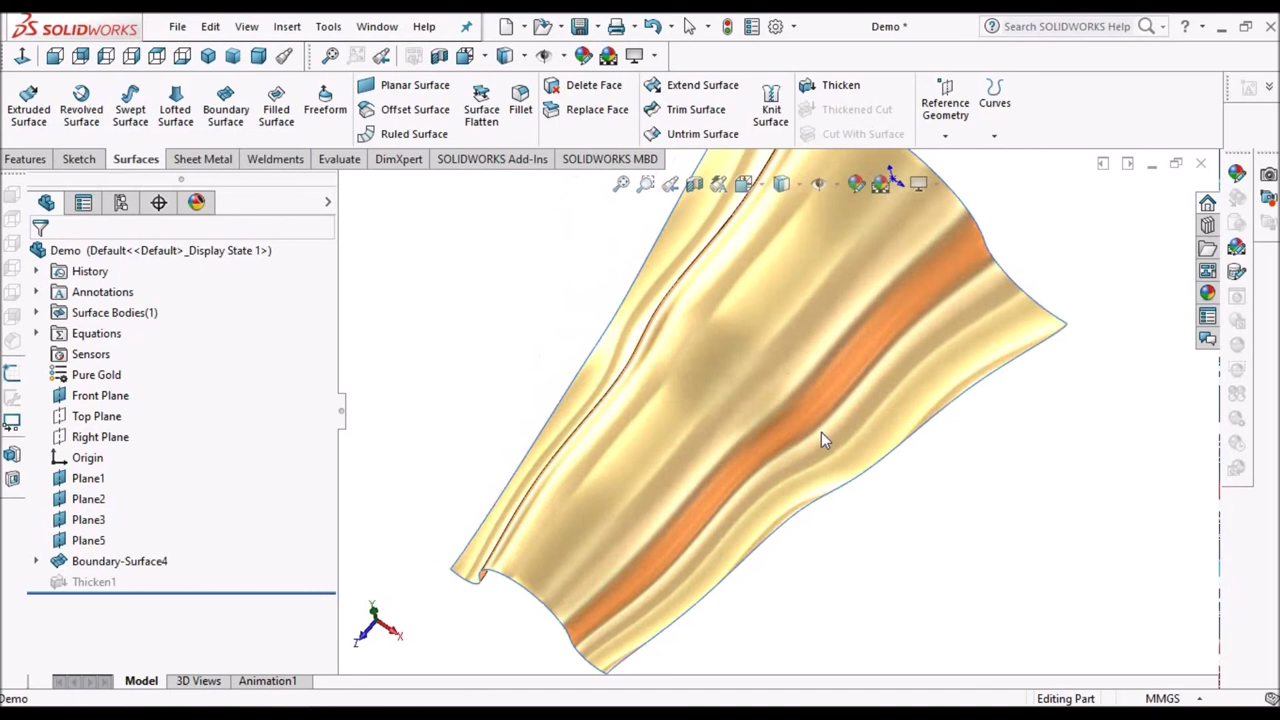 SOLIDWORKS File Edit View Insert Tools Window Help Demo * Search SOLIDWORKS Help ?
Extruded Surface
Revolved Surface
Swept Surface
Lofted Surface
Boundary Surface
Filled Surface
Freeform
Planar Surface
Offset Surface
Ruled Surface
Surface Flatten
Fillet
Delete Face
Replace Face
Extend Surface
Trim Surface
Untrim Surface
Knit Surface
Thicken
Thickened Cut
Cut With Surface
Reference Geometry
Curves
Features Sketch Surfaces Sheet Metal Weldments Evaluate DimXpert SOLIDWORKS Add-Ins SOLIDWORKS MBD
Demo (Default<<Default>_Display State 1>)
History
Annotations
Surface Bodies(1)
Equations
Sensors
Pure Gold
Front Plane
Top Plane
Right Plane
Origin
Plane1
Plane2
Plane3
Plane5
Boundary-Surface4
Thicken1
Y
X
Z
Model 3D Views Animation1
Demo Editing Part MMGS